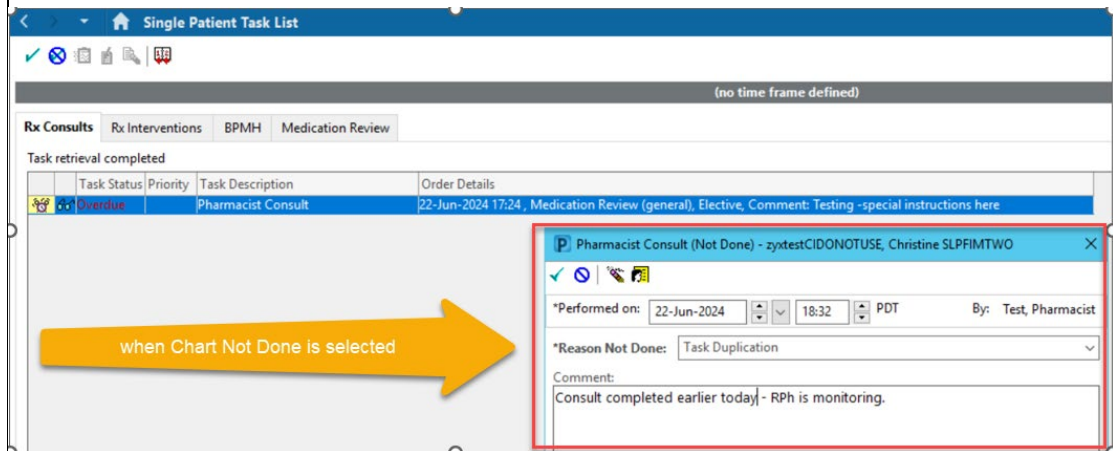 Single Patient Task List
(no time frame defined)
Rx Consults Rx Interventions BPMH Medication Review
Task retrieval completed
Task Status Priority Task Description Order Details
Overdue Pharmacist Consult 22-Jun-2024 17:24 , Medication Review (general), Elective, Comment: Testing -special instructions here
Pharmacist Consult (Not Done) - zyxtestCIDONOTUSE, Christine SLPFIMTWO
*Performed on: 22-Jun-2024 18:32 PDT By: Test, Pharmacist
when Chart Not Done is selected
*Reason Not Done: Task Duplication
Comment:
Consult completed earlier today - RPh is monitoring.